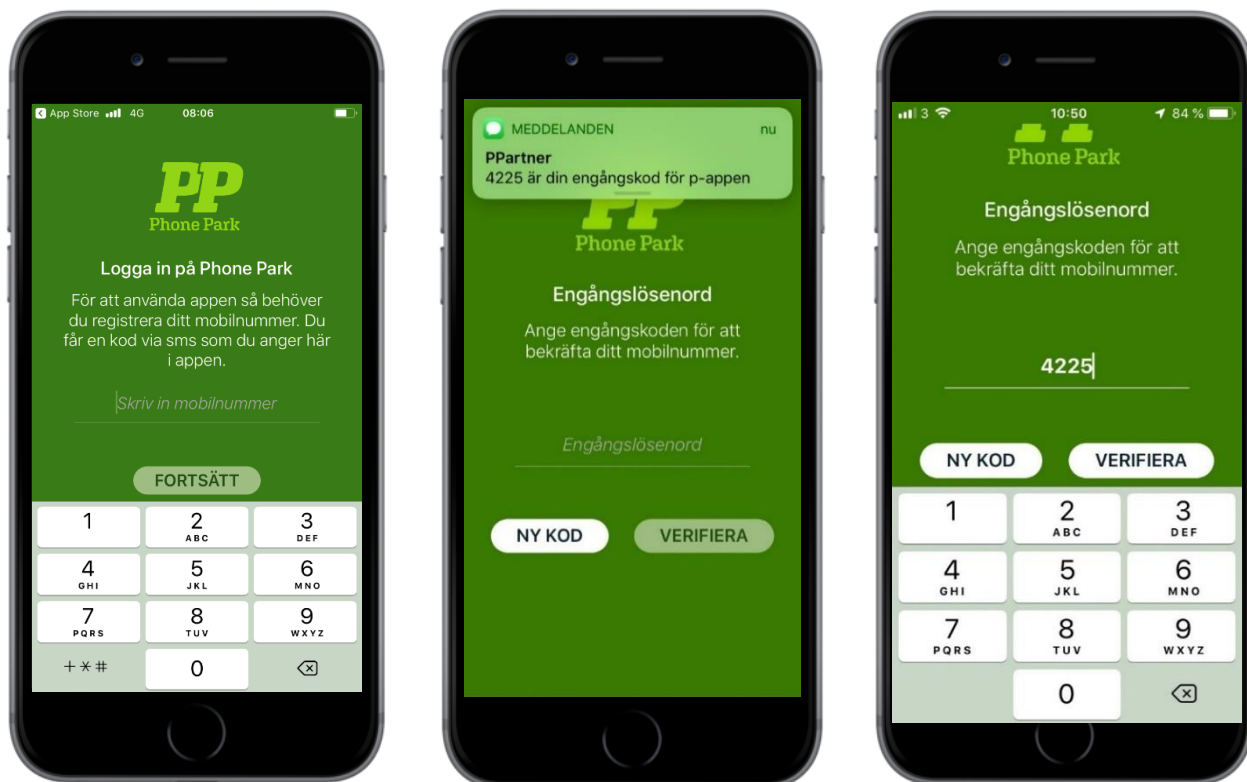 App Store 4G 08:06
PP
Phone Park
Logga in på Phone Park
För att använda appen så behöver
du registrera ditt mobilnummer. Du
får en kod via sms som du anger här
i appen.
Skriv in mobilnummer
FORTSÄTT
1 2 3
ABC DEF
4 5 6
GHI JKL MNO
7 8 9
PQRS TUV WXYZ
+*# 0
MEDDELANDEN nu
PPartner
4225 är din engångskod för p-appen
PP
Phone Park
Engångslösenord
Ange engångskoden för att
bekräfta ditt mobilnummer.
Engångslösenord
NY KOD VERIFIERA
3 10:50 84 %
Phone Park
Engångslösenord
Ange engångskoden för att
bekräfta ditt mobilnummer.
4225
NY KOD VERIFIERA
1 2 3
ABC DEF
4 5 6
GHI JKL MNO
7 8 9
PQRS TUV WXYZ
0